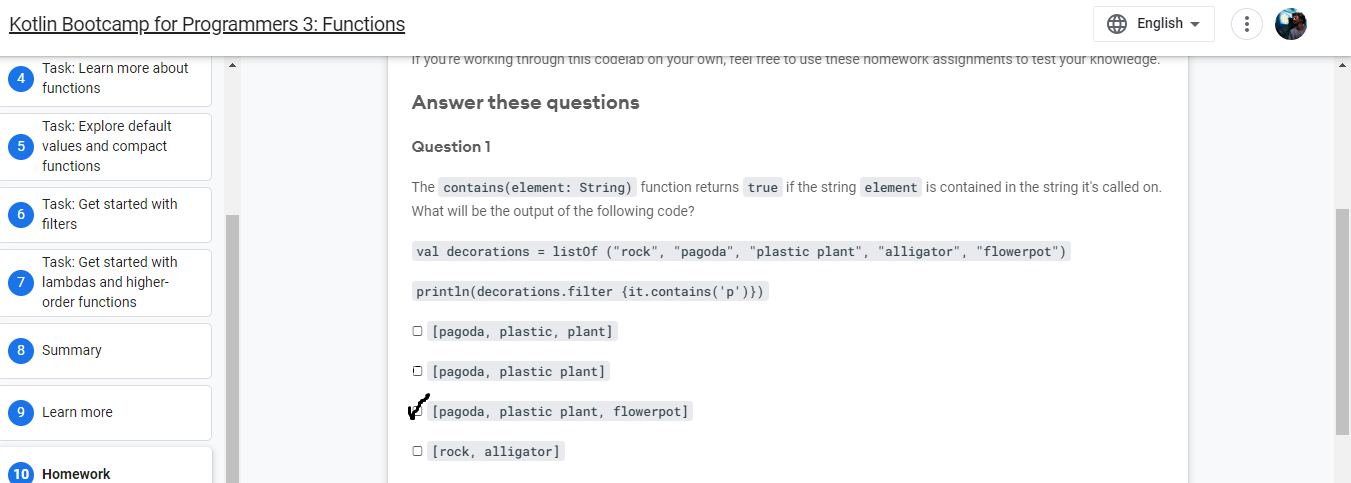 Kotlin Bootcamp for Programmers 3: Functions
English
4
Task: Learn more about
functions
5
Task: Explore default
values and compact
functions
6
Task: Get started with
filters
7
Task: Get started with
lambdas and higher-
order functions
8
Summary
9
Learn more
10
Homework
If you're working through this codelab on your own, feel free to use these homework assignments to test your knowledge.
Answer these questions
Question 1
The contains(element: String) function returns true if the string element is contained in the string it's called on.
What will be the output of the following code?
val decorations = listOf ("rock", "pagoda", "plastic plant", "alligator", "flowerpot")
println(decorations.filter {it.contains('p')})
[pagoda, plastic, plant]
[pagoda, plastic plant]
[pagoda, plastic plant, flowerpot]
[rock, alligator]